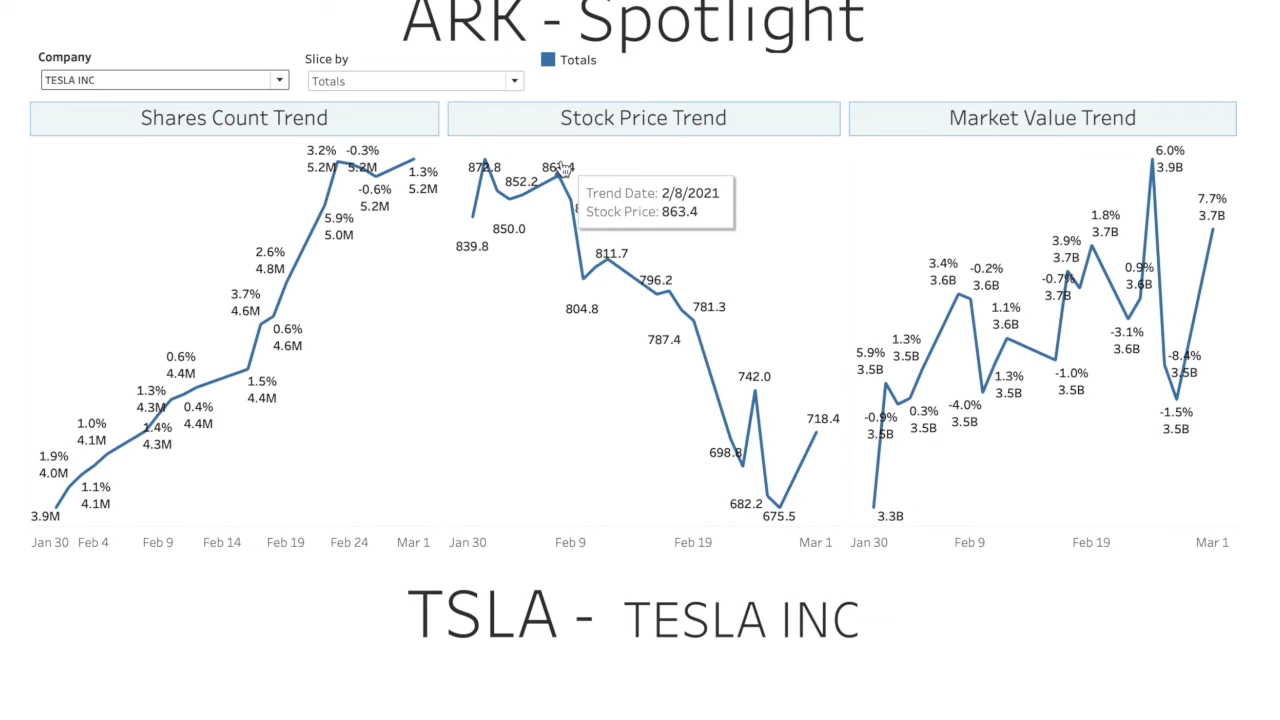 ARK - Spotlight
Company
Slice by
Totals
TESLA INC
Totals
Shares Count Trend
Stock Price Trend
Market Value Trend
3.2%
5.2M
-0.3%
5.2M
-0.6%
5.2M
1.3%
5.2M
5.9%
5.0M
2.6%
4.8M
3.7%
4.6M
0.6%
4.6M
0.6%
4.4M
1.5%
4.4M
1.3%
4.3M
0.4%
4.4M
1.4%
4.3M
1.0%
4.1M
1.9%
4.0M
1.1%
4.1M
3.9M
Jan 30
Feb 4
Feb 9
Feb 14
Feb 19
Feb 24
Mar 1
872.8
852.2
850.0
839.8
Trend Date: 2/8/2021
Stock Price: 863.4
811.7
804.8
796.2
781.3
787.4
742.0
718.4
698.8
682.2
675.5
Jan 30
Feb 9
Feb 19
Mar 1
6.0%
3.9B
7.7%
3.7B
1.8%
3.7B
3.9%
3.7B
-0.7%
3.7B
0.9%
3.6B
3.4%
3.6B
-0.2%
3.6B
1.1%
3.6B
-3.1%
3.6B
5.9%
3.5B
1.3%
3.5B
-8.4%
3.5B
-1.0%
3.5B
1.3%
3.5B
-0.9%
3.5B
0.3%
3.5B
-4.0%
3.5B
-1.5%
3.5B
3.3B
Jan 30
Feb 9
Feb 19
Mar 1
TSLA - TESLA INC